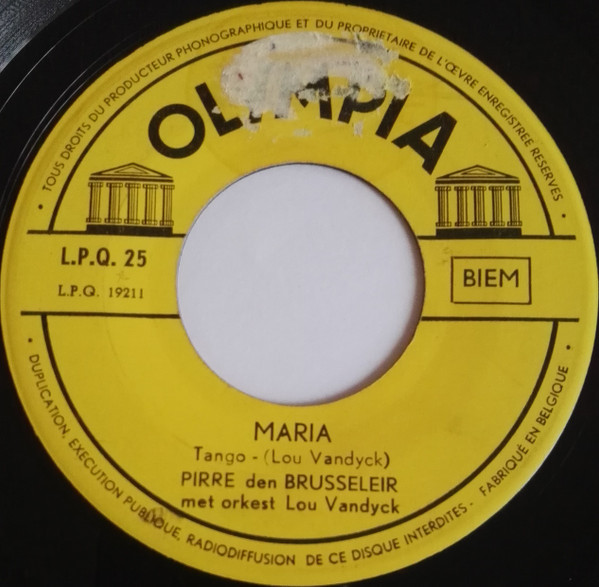 • TOUS DROITS DU PRODUCTEUR PHONOGRAPHIQUE ET DU PROPRIETAIRE DE L'ŒVRE ENREGISTREE RESERVES •
OLYMPIA
L.P.Q. 25
L.P.Q. 19211
BIEM
MARIA
Tango - (Lou Vandyck)
PIRRE den BRUSSELEIR
met orkest Lou Vandyck
• DUPLICATION, EXECUTION PUBLIQUE, RADIODIFFUSION DE CE DISQUE INTERDITES - FABRIQUÉ EN BELGIQUE •